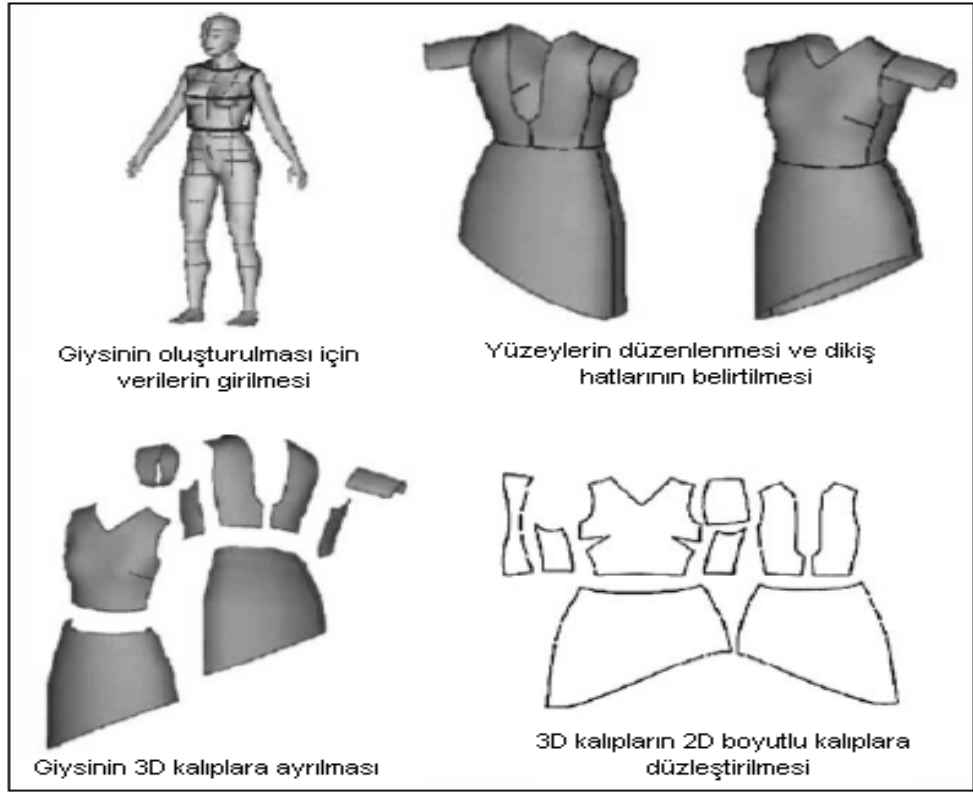 Giysinin oluşturulması için
verilerin girilmesi
Yüzeylerin düzenlenmesi ve dikiş
hatlarının belirtilmesi
Giysinin 3D kalıplara ayrılması
3D kalıpların 2D boyutlu kalıplara
düzleştirilmesi